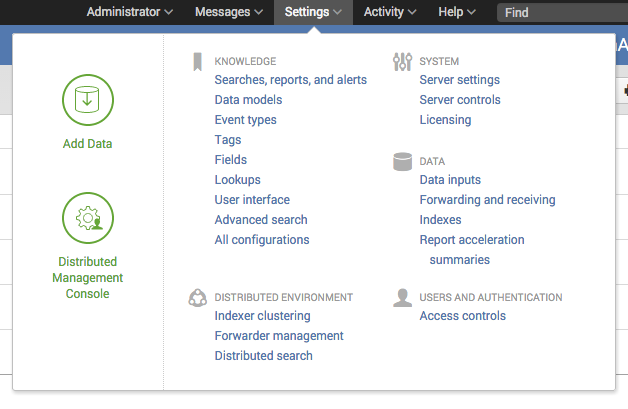 Administrator Messages Settings Activity Help Find
Add Data
Distributed
Management
Console
KNOWLEDGE
Searches, reports, and alerts
Data models
Event types
Tags
Fields
Lookups
User interface
Advanced search
All configurations
DISTRIBUTED ENVIRONMENT
Indexer clustering
Forwarder management
Distributed search
SYSTEM
Server settings
Server controls
Licensing
DATA
Data inputs
Forwarding and receiving
Indexes
Report acceleration
summaries
USERS AND AUTHENTICATION
Access controls